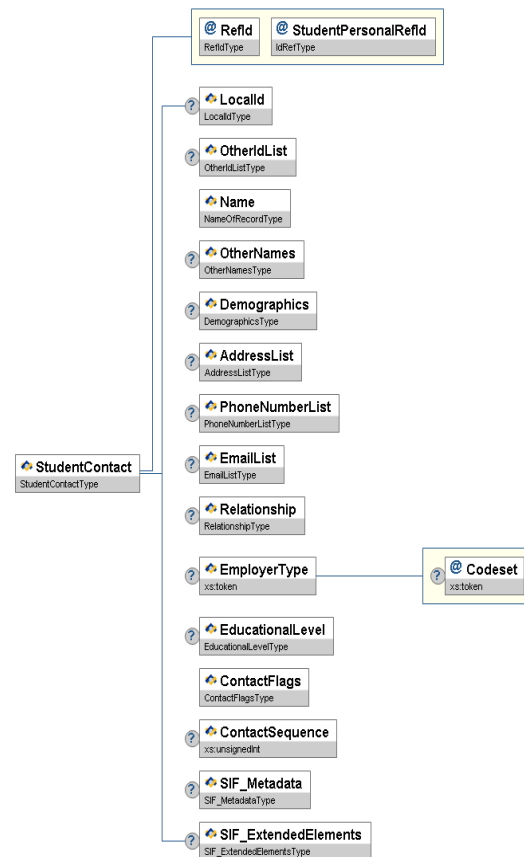 @ RefId
RefIdType
@ StudentPersonalRefId
IdRefType
? LocalId
LocalIdType
? OtherIdList
OtherIdListType
Name
NameOfRecordType
? OtherNames
OtherNamesType
? Demographics
DemographicsType
? AddressList
AddressListType
? PhoneNumberList
PhoneNumberListType
? EmailList
EmailListType
StudentContact
StudentContactType
? Relationship
RelationshipType
? EmployerType
xs:token
? @ Codeset
xs:token
? EducationalLevel
EducationalLevelType
ContactFlags
ContactFlagsType
? ContactSequence
xs:unsignedInt
? SIF_Metadata
SIF_MetadataType
? SIF_ExtendedElements
SIF_ExtendedElementsType